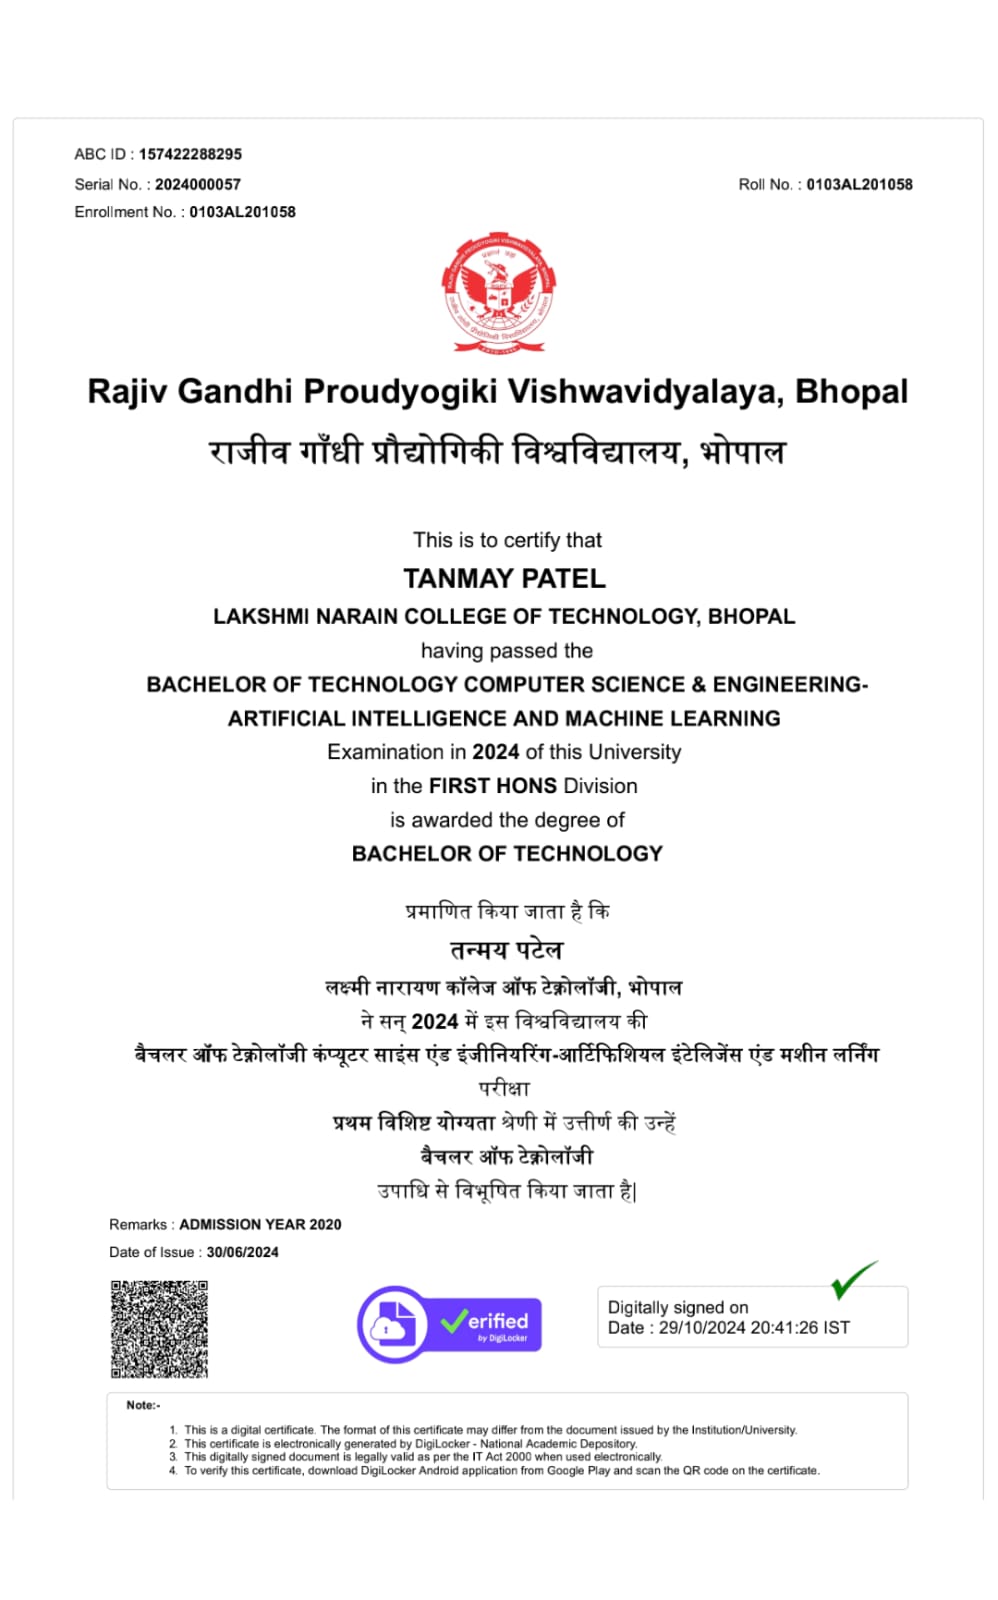 ABC ID : 157422288295
Serial No. : 2024000057
Roll No. : 0103AL201058
Enrollment No. : 0103AL201058
Rajiv Gandhi Proudyogiki Vishwavidyalaya, Bhopal
राजीव गाँधी प्रौद्योगिकी विश्वविद्यालय, भोपाल
This is to certify that
TANMAY PATEL
LAKSHMI NARAIN COLLEGE OF TECHNOLOGY, BHOPAL
having passed the
BACHELOR OF TECHNOLOGY COMPUTER SCIENCE & ENGINEERING-
ARTIFICIAL INTELLIGENCE AND MACHINE LEARNING
Examination in 2024 of this University
in the FIRST HONS Division
is awarded the degree of
BACHELOR OF TECHNOLOGY
प्रमाणित किया जाता है कि
तन्मय पटेल
लक्ष्मी नारायण कॉलेज ऑफ टेक्नोलॉजी, भोपाल
ने सन् 2024 में इस विश्वविद्यालय की
बैचलर ऑफ टेक्नोलॉजी कंप्यूटर साइंस एंड इंजीनियरिंग-आर्टिफिशियल इंटेलिजेंस एंड मशीन लर्निंग
परीक्षा
प्रथम विशिष्ट योग्यता श्रेणी में उत्तीर्ण की उन्हें
बैचलर ऑफ टेक्नोलॉजी
उपाधि से विभूषित किया जाता है|
Remarks : ADMISSION YEAR 2020
Date of Issue : 30/06/2024
erified
by DigiLocker
Digitally signed on
Date : 29/10/2024 20:41:26 IST
Note:-
1. This is a digital certificate. The format of this certificate may differ from the document issued by the Institution/University.
2. This certificate is electronically generated by DigiLocker - National Academic Depository.
3. This digitally signed document is legally valid as per the IT Act 2000 when used electronically.
4. To verify this certificate, download DigiLocker Android application from Google Play and scan the QR code on the certificate.